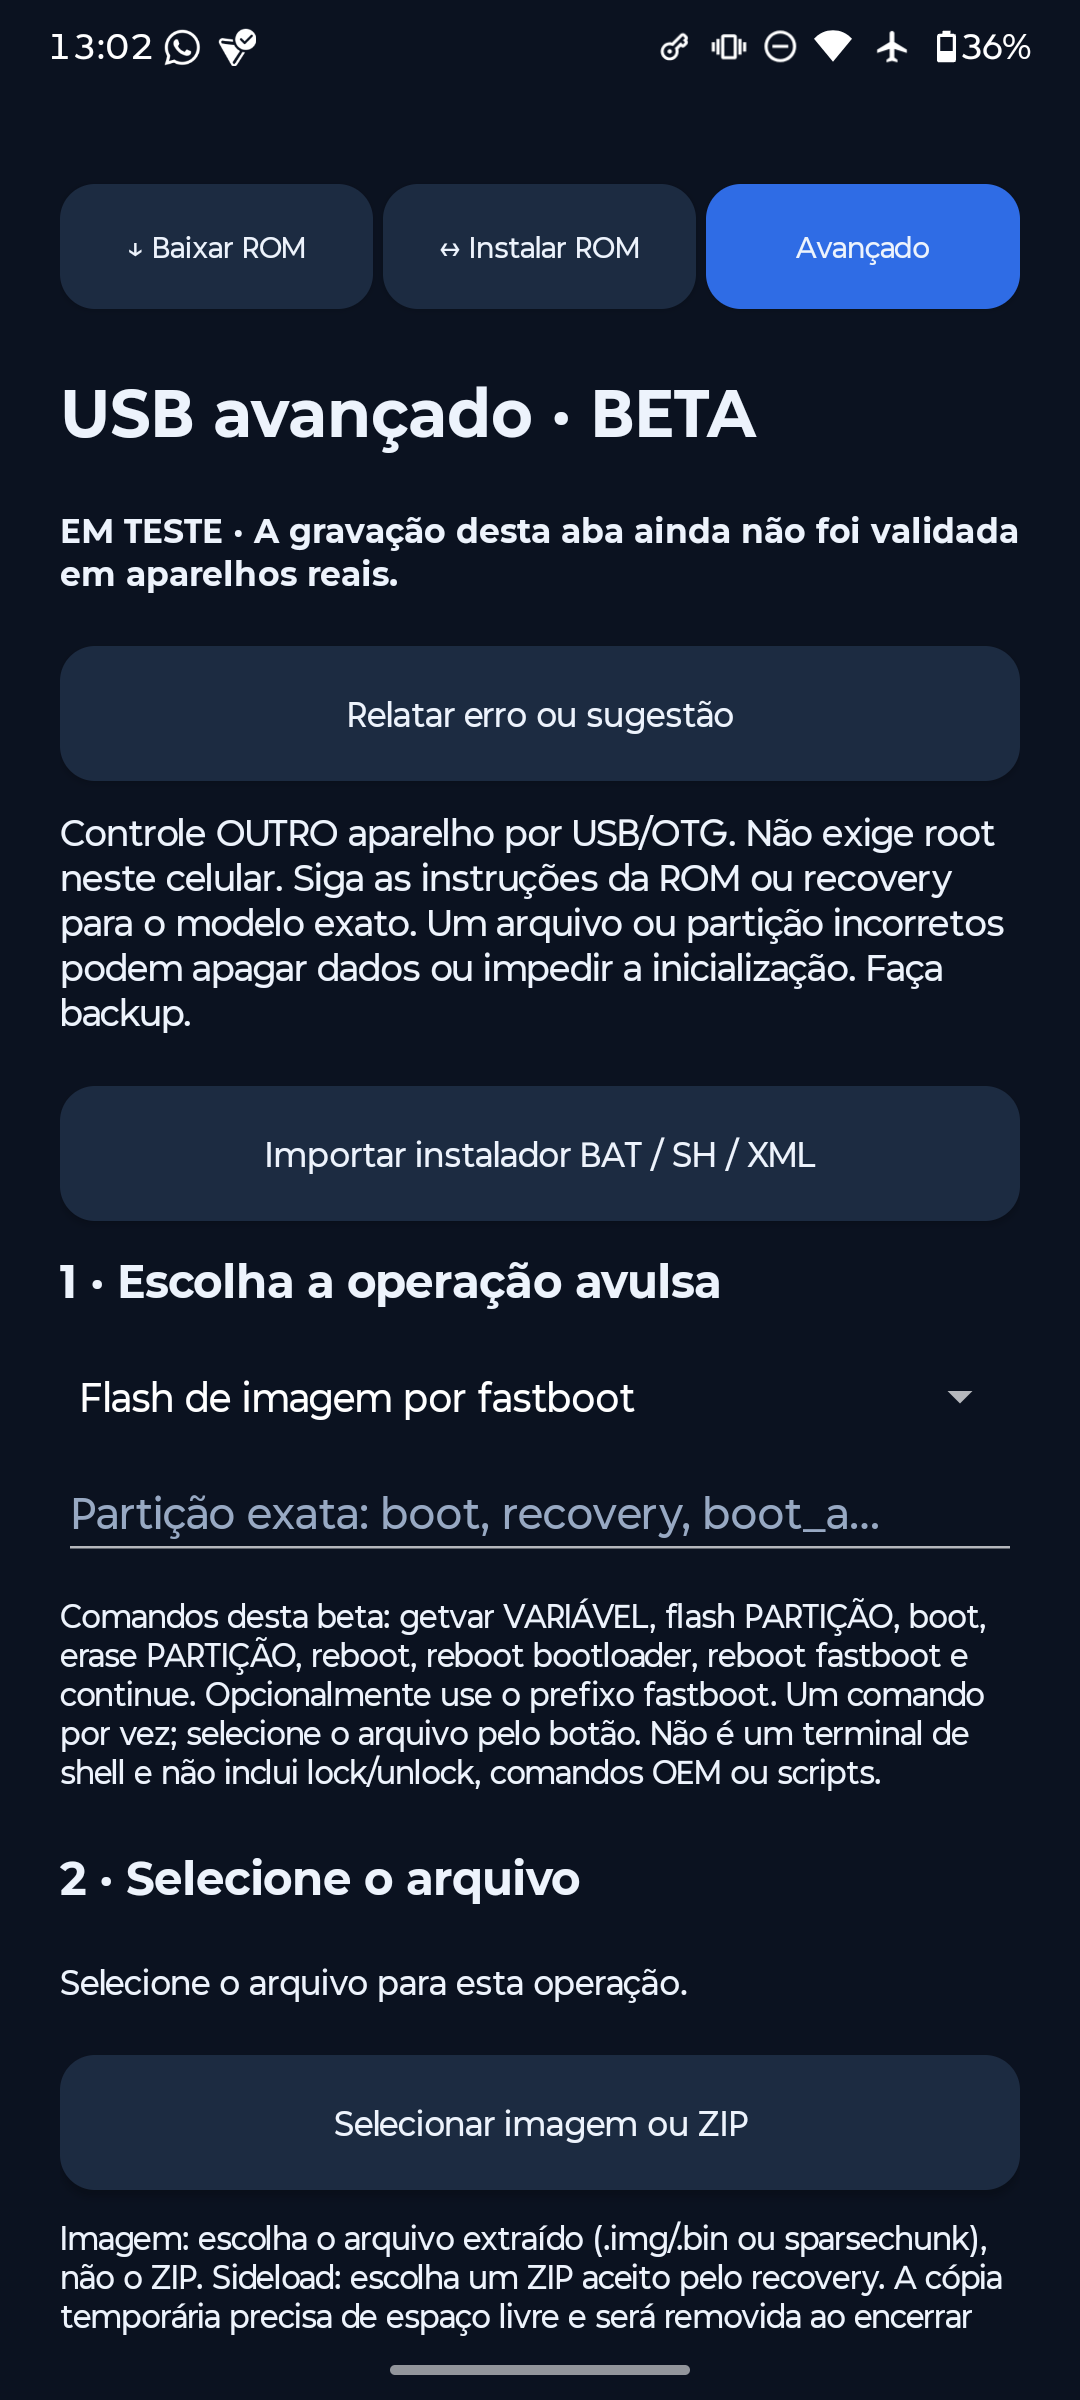 13:02
36%
↓ Baixar ROM
↔ Instalar ROM
Avançado
USB avançado • BETA
EM TESTE • A gravação desta aba ainda não foi validada
em aparelhos reais.
Relatar erro ou sugestão
Controle OUTRO aparelho por USB/OTG. Não exige root
neste celular. Siga as instruções da ROM ou recovery
para o modelo exato. Um arquivo ou partição incorretos
podem apagar dados ou impedir a inicialização. Faça
backup.
Importar instalador BAT / SH / XML
1 • Escolha a operação avulsa
Flash de imagem por fastboot
Partição exata: boot, recovery, boot_a...
Comandos desta beta: getvar VARIÁVEL, flash PARTIÇÃO, boot,
erase PARTIÇÃO, reboot, reboot bootloader, reboot fastboot e
continue. Opcionalmente use o prefixo fastboot. Um comando
por vez; selecione o arquivo pelo botão. Não é um terminal de
shell e não inclui lock/unlock, comandos OEM ou scripts.
2 • Selecione o arquivo
Selecione o arquivo para esta operação.
Selecionar imagem ou ZIP
Imagem: escolha o arquivo extraído (.img/.bin ou sparsechunk),
não o ZIP. Sideload: escolha um ZIP aceito pelo recovery. A cópia
temporária precisa de espaço livre e será removida ao encerrar